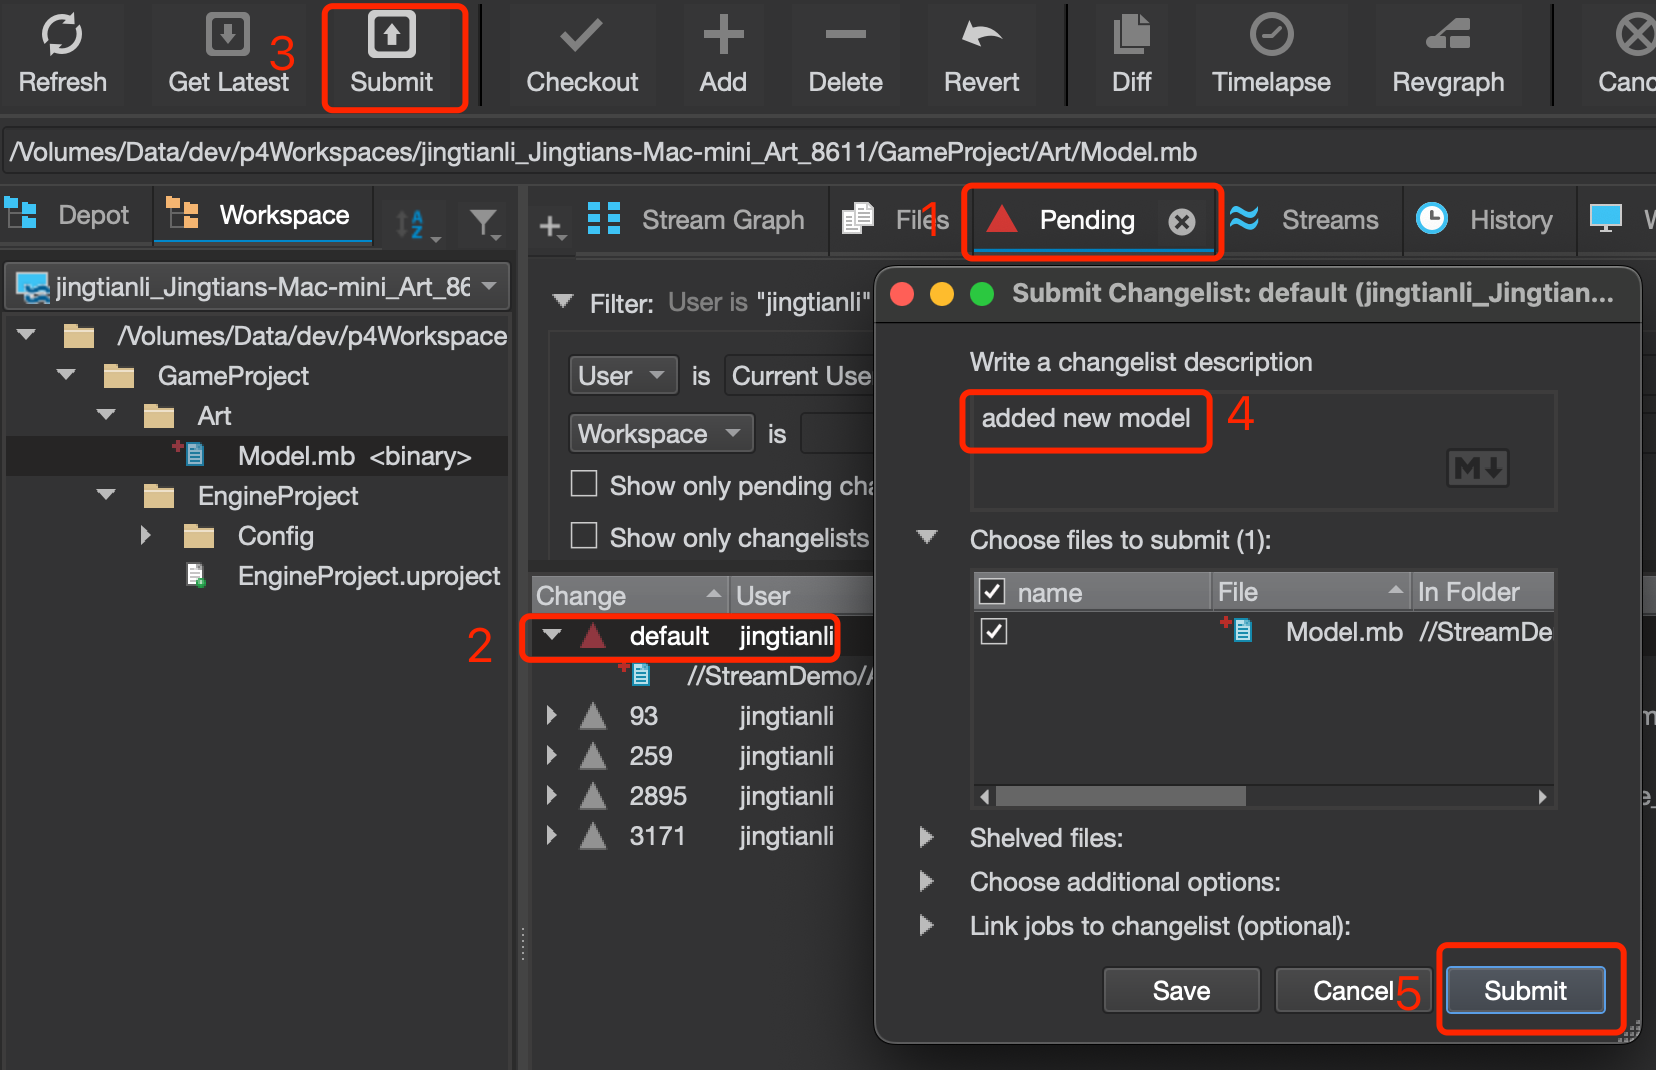 Refresh
Get Latest
3
Submit
Checkout
Add
Delete
Revert
Diff
Timelapse
Revgraph
Canc
/Volumes/Data/dev/p4Workspaces/jingtianli_Jingtians-Mac-mini_Art_8611/GameProject/Art/Model.mb
Depot
Workspace
A
Z
Stream Graph
Files
1
Pending
Streams
History
jingtianli_Jingtians-Mac-mini_Art_86
/Volumes/Data/dev/p4Workspace
GameProject
Art
Model.mb <binary>
EngineProject
Config
EngineProject.uproject
Filter: User is "jingtianli"
User is Current Use
Workspace is
Show only pending cha
Show only changelists
Change User
2
default jingtianli
//StreamDemo//
93 jingtianli
259 jingtianli
2895 jingtianli
3171 jingtianli
Submit Changelist: default (jingtianli_Jingtian...
Write a changelist description
added new model
4
M
Choose files to submit (1):
name File In Folder
Model.mb //StreamDe
Shelved files:
Choose additional options:
Link jobs to changelist (optional):
Save
Cancel
5
Submit